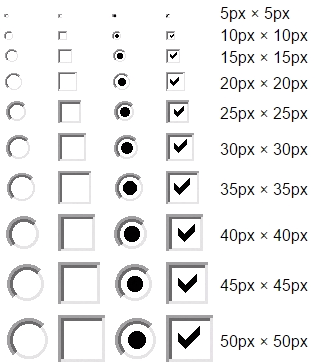 5px × 5px
10px × 10px
15px × 15px
20px × 20px
25px × 25px
30px × 30px
35px × 35px
40px × 40px
45px × 45px
50px × 50px